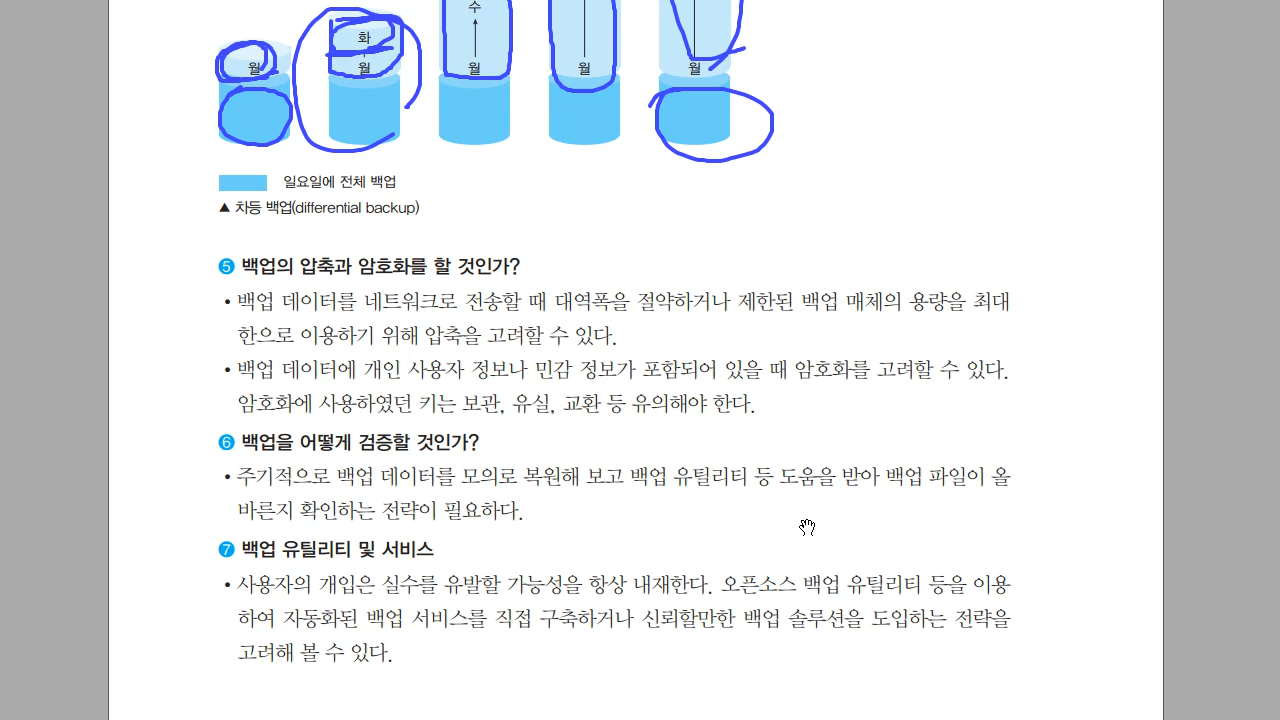 수
화
월 월 월 월 월
일요일에 전체 백업
▲ 차등 백업(differential backup)
❺ 백업의 압축과 암호화를 할 것인가?
• 백업 데이터를 네트워크로 전송할 때 대역폭을 절약하거나 제한된 백업 매체의 용량을 최대
한으로 이용하기 위해 압축을 고려할 수 있다.
• 백업 데이터에 개인 사용자 정보나 민감 정보가 포함되어 있을 때 암호화를 고려할 수 있다.
암호화에 사용하였던 키는 보관, 유실, 교환 등 유의해야 한다.
❻ 백업을 어떻게 검증할 것인가?
• 주기적으로 백업 데이터를 모의로 복원해 보고 백업 유틸리티 등 도움을 받아 백업 파일이 올
바른지 확인하는 전략이 필요하다.
❼ 백업 유틸리티 및 서비스
• 사용자의 개입은 실수를 유발할 가능성을 항상 내재한다. 오픈소스 백업 유틸리티 등을 이용
하여 자동화된 백업 서비스를 직접 구축하거나 신뢰할만한 백업 솔루션을 도입하는 전략을
고려해 볼 수 있다.